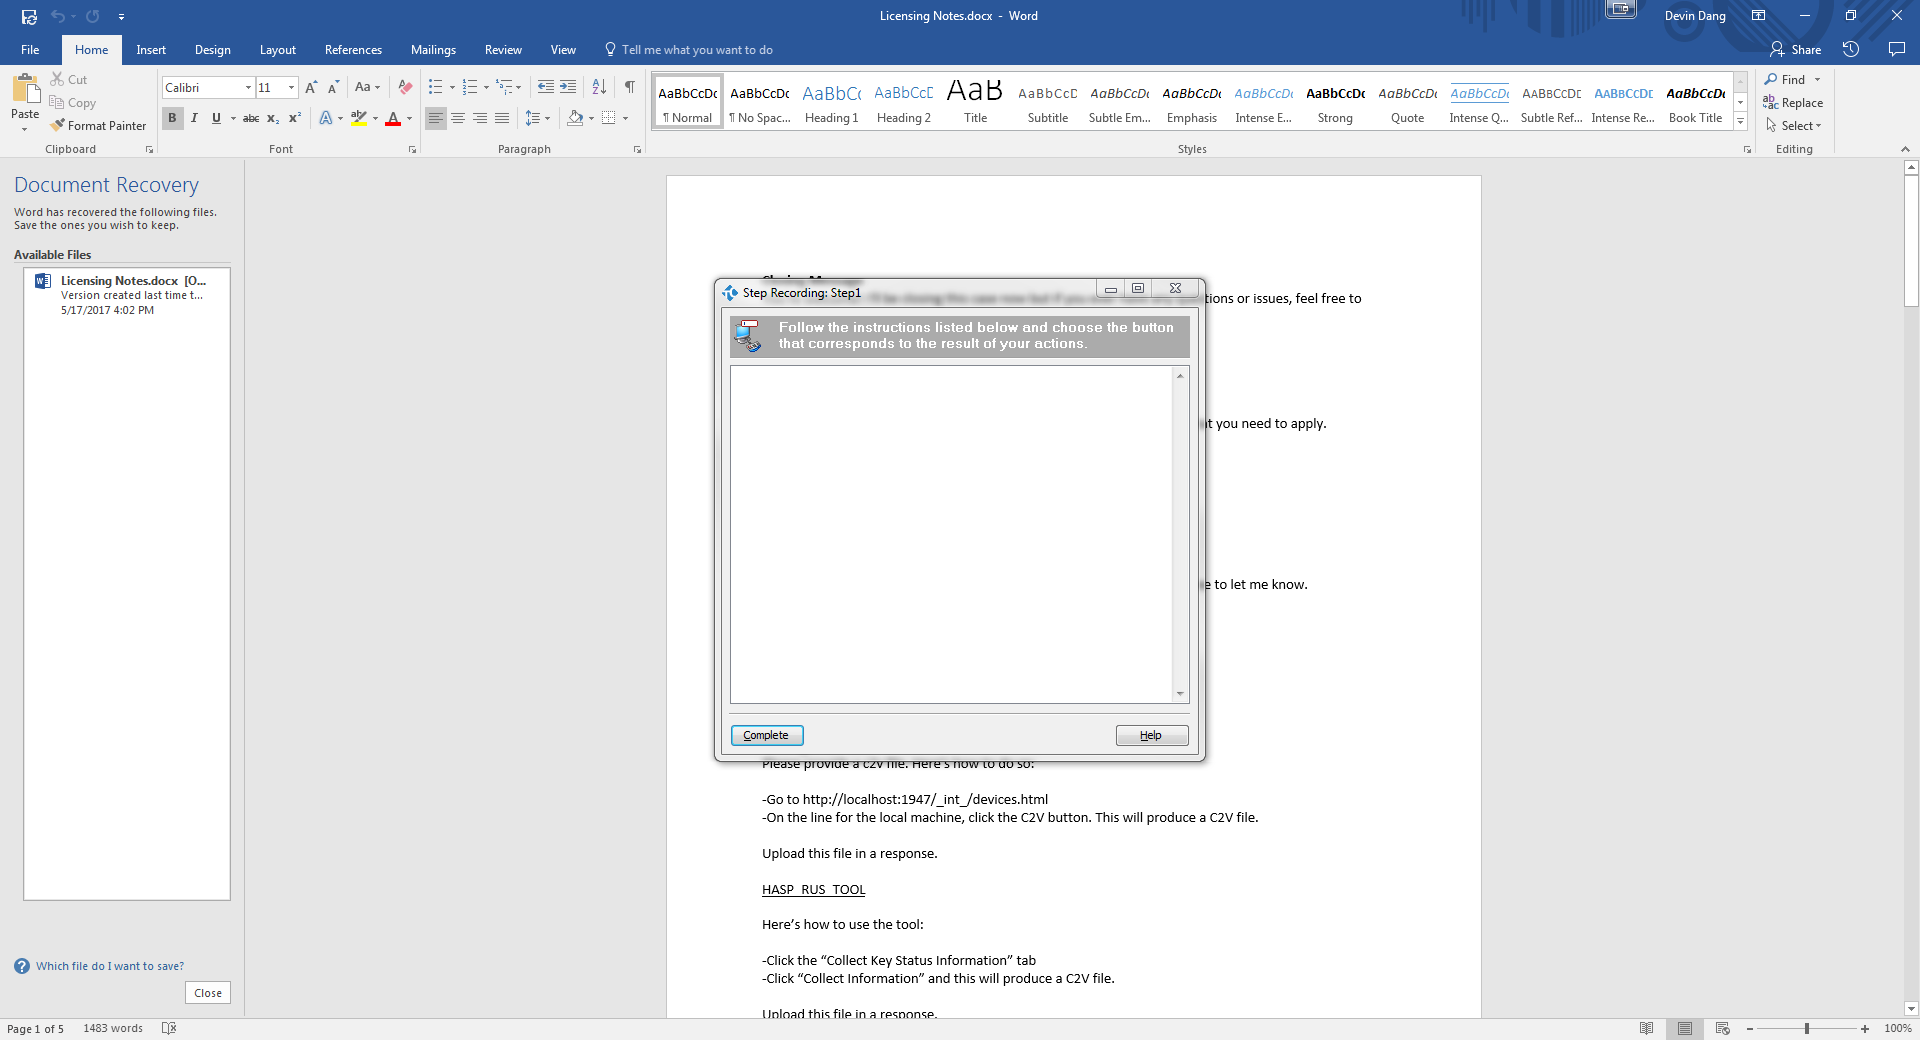 Licensing Notes.docx - Word
Devin Dang
File Home Insert Design Layout References Mailings Review View Tell me what you want to do
Share
Paste
Cut
Copy
Format Painter
Clipboard
Calibri 11
Aa
B I U abc x₂ x²
Font
Paragraph
AaBbCcDc AaBbCcDc AaBbC( AaBbCcD AaB AaBbCcD AaBbCcDc AaBbCcDc AaBbCcDc AaBbCcDc AaBbCcDc AaBbCcDc AABBCCDD AABBCCDD AaBbCcDc
¶ Normal ¶ No Spac... Heading 1 Heading 2 Title Subtitle Subtle Em... Emphasis Intense E... Strong Quote Intense Q... Subtle Ref... Intense Re... Book Title
Styles
Find
Replace
Select
Editing
Document Recovery
Word has recovered the following files.
Save the ones you wish to keep.
Available Files
Licensing Notes.docx [O...
Version created last time t...
5/17/2017 4:02 PM
Which file do I want to save?
Close
Step Recording: Step1
Follow the instructions listed below and choose the button
that corresponds to the result of your actions.
Complete
Help
tions or issues, feel free to
t you need to apply.
e to let me know.
Please provide a c2v file. Here's how to do so:
-Go to http://localhost:1947/_int_/devices.html
-On the line for the local machine, click the C2V button. This will produce a C2V file.
Upload this file in a response.
HASP_RUS_TOOL
Here’s how to use the tool:
-Click the “Collect Key Status Information” tab
-Click “Collect Information” and this will produce a C2V file.
Upload this file in a response.
Page 1 of 5 1483 words
100%